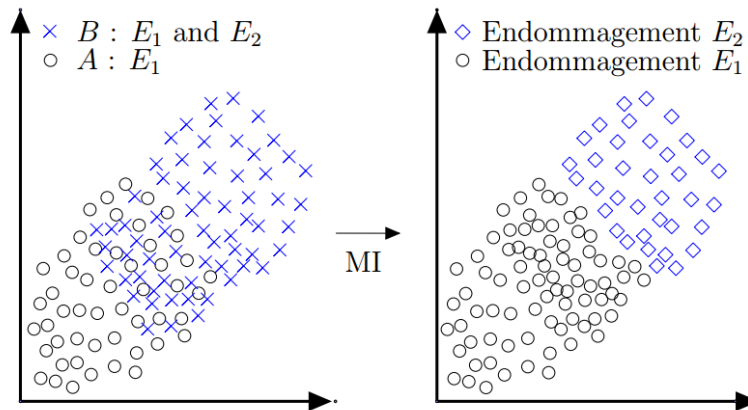 B : E₁ and E₂
A : E₁
MI
Endommagement E₂
Endommagement E₁